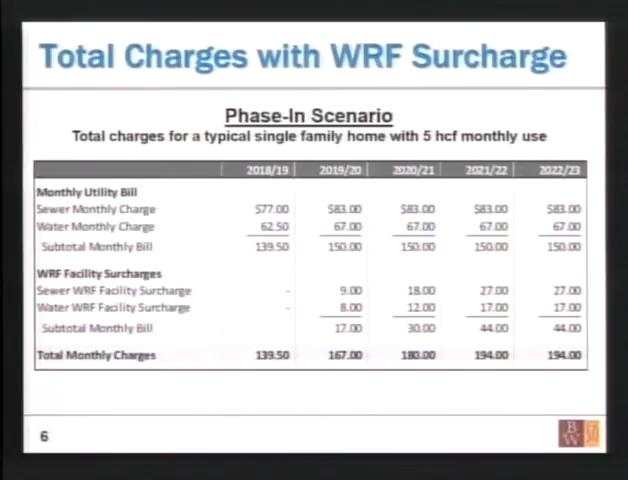 Total Charges with WRF Surcharge
Phase-In Scenario
Total charges for a typical single family home with 5 hcf monthly use
2018/19 2019/20 2020/21 2021/22 2022/23
Monthly Utility Bill
Sewer Monthly Charge $77.00 $83.00 $83.00 $83.00 $83.00
Water Monthly Charge 62.50 67.00 67.00 67.00 67.00
Subtotal Monthly Bill 139.50 150.00 150.00 150.00 150.00
WRF Facility Surcharges
Sewer WRF Facility Surcharge - 9.00 18.00 27.00 27.00
Water WRF Facility Surcharge - 8.00 12.00 17.00 17.00
Subtotal Monthly Bill 17.00 30.00 44.00 44.00
Total Monthly Charges 139.50 167.00 180.00 194.00 194.00
6
B
W